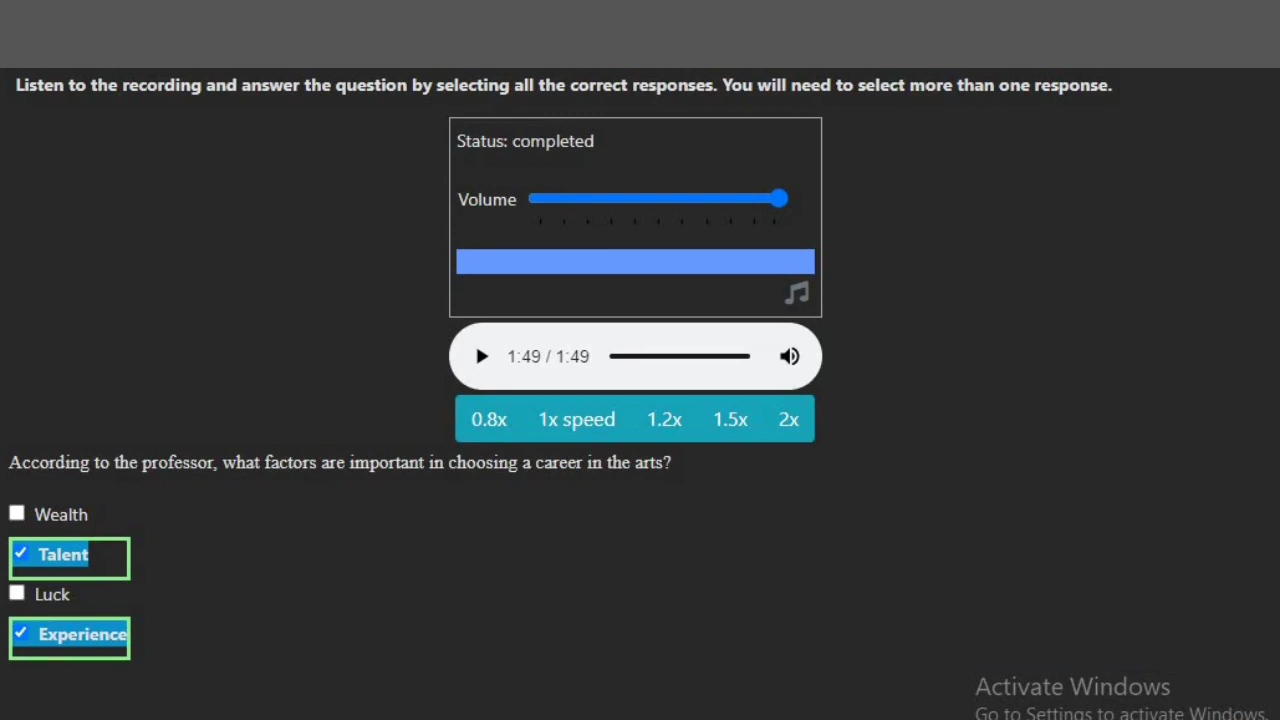 Listen to the recording and answer the question by selecting all the correct responses. You will need to select more than one response.
Status: completed
Volume
1:49 / 1:49
0.8x 1x speed 1.2x 1.5x 2x
According to the professor, what factors are important in choosing a career in the arts?
Wealth
Talent
Luck
Experience
Activate Windows
Go to Settings to activate Windows.